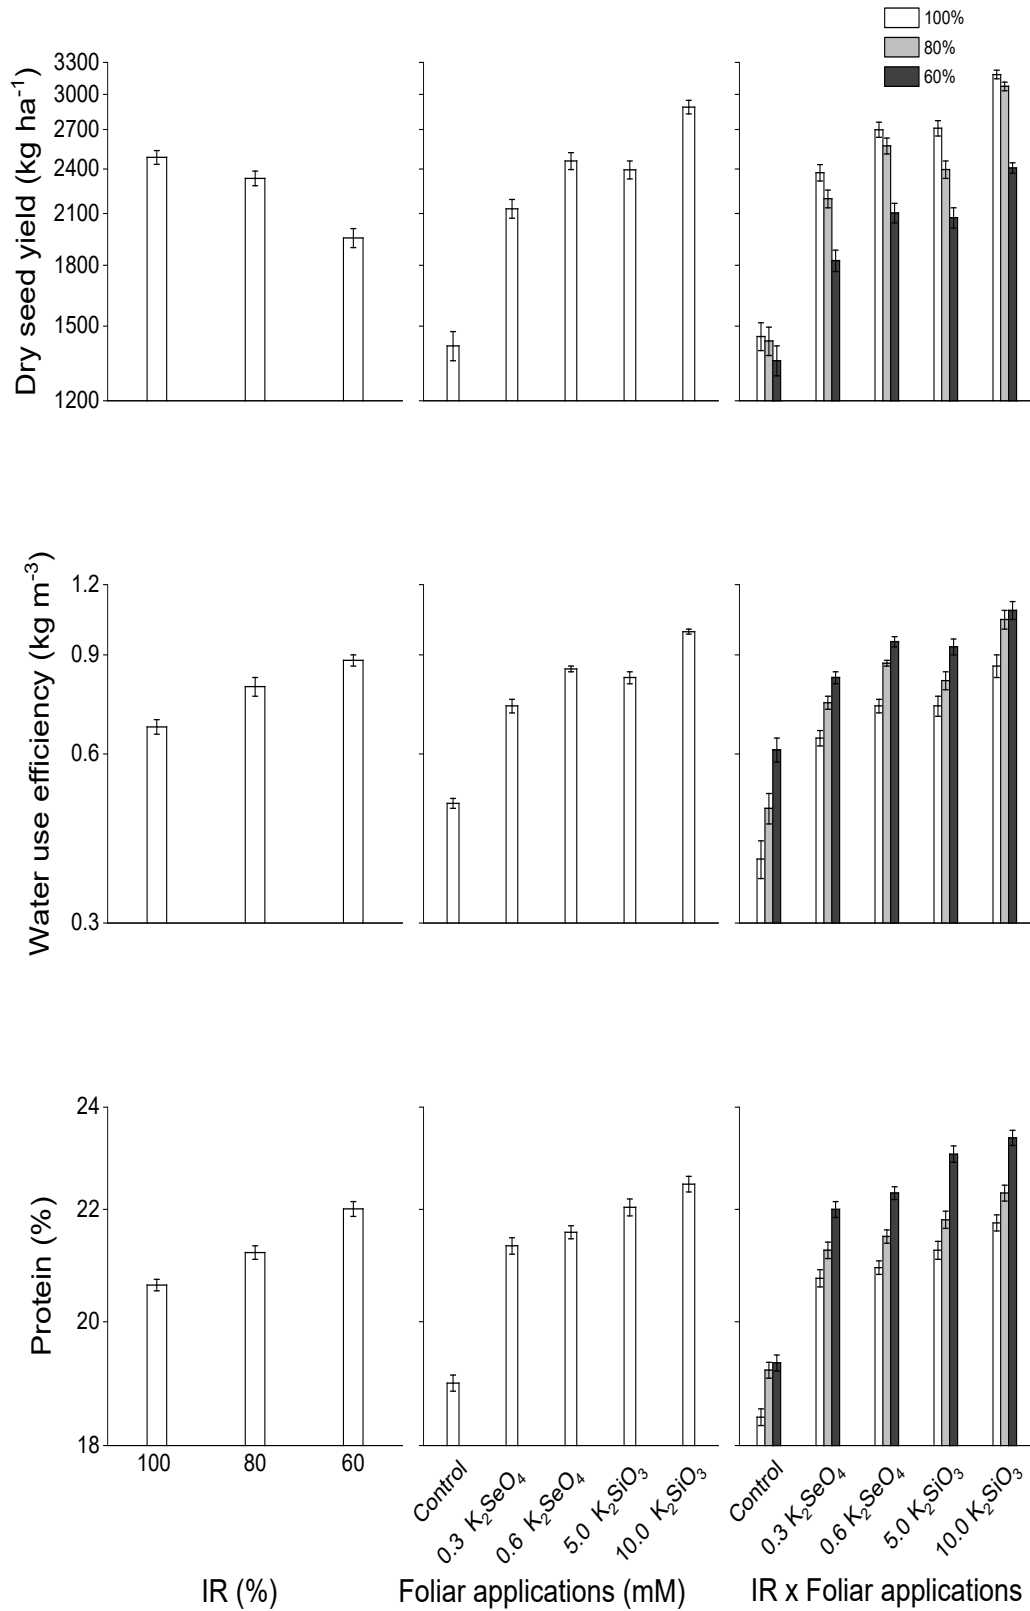 100%
80%
60%
Dry seed yield (kg ha⁻¹)
3300
3000
2700
2400
2100
1800
1500
1200
Water use efficiency (kg m⁻³)
1.2
0.9
0.6
0.3
Protein (%)
24
22
20
18
100 80 60
Control
0.3 K₂SeO₄
0.6 K₂SeO₄
5.0 K₂SiO₃
10.0 K₂SiO₃
Control
0.3 K₂SeO₄
0.6 K₂SeO₄
5.0 K₂SiO₃
10.0 K₂SiO₃
IR (%)
Foliar applications (mM)
IR x Foliar applications